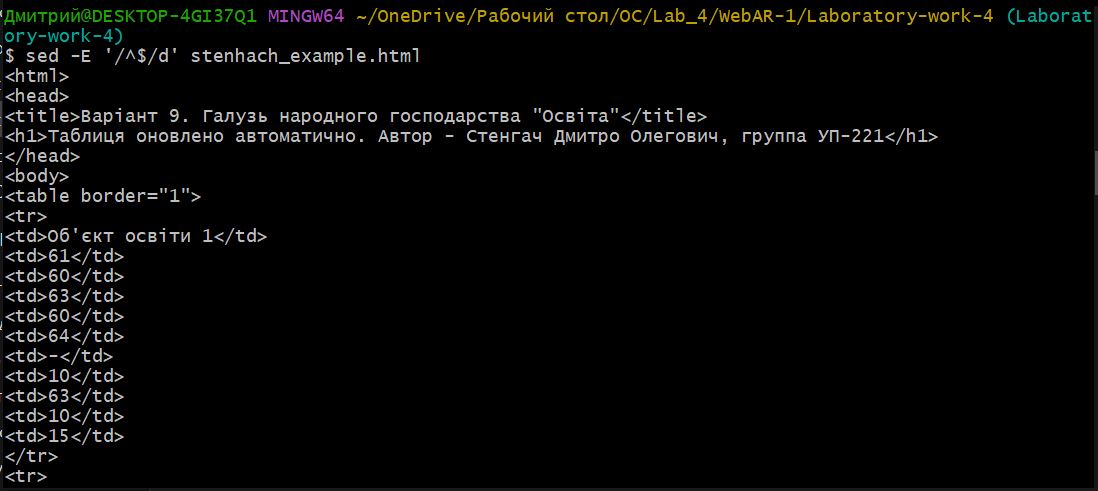 Дмитрий@DESKTOP-4GI37Q1 MINGW64 ~/OneDrive/Рабочий стол/ОС/Lab_4/WebAR-1/Laboratory-work-4 (Laborat
ory-work-4)
$ sed -E '/^$/d' stenhach_example.html
<html>
<head>
<title>Варіант 9. Галузь народного господарства "Освіта"</title>
<h1>Таблиця оновлено автоматично. Автор - Стенгач Дмитро Олегович, группа УП-221</h1>
</head>
<body>
<table border="1">
<tr>
<td>Об'єкт освіти 1</td>
<td>61</td>
<td>60</td>
<td>63</td>
<td>60</td>
<td>64</td>
<td>-</td>
<td>10</td>
<td>63</td>
<td>10</td>
<td>15</td>
</tr>
<tr>